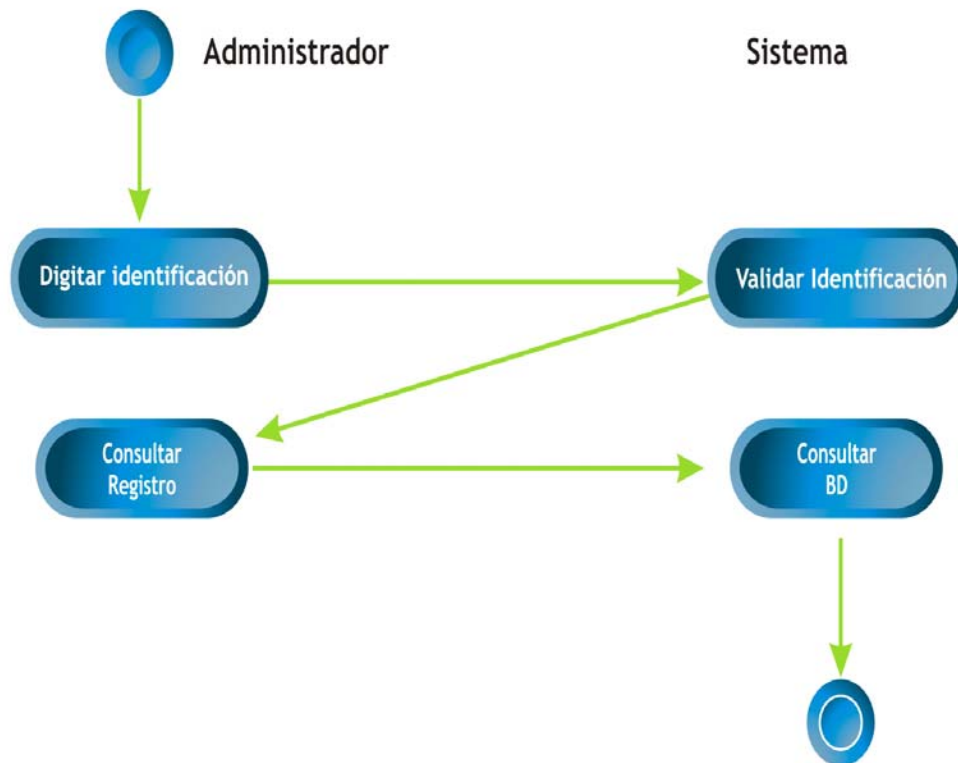 Administrador
Sistema
Digitar identificación
Validar Identificación
Consultar
Registro
Consultar
BD